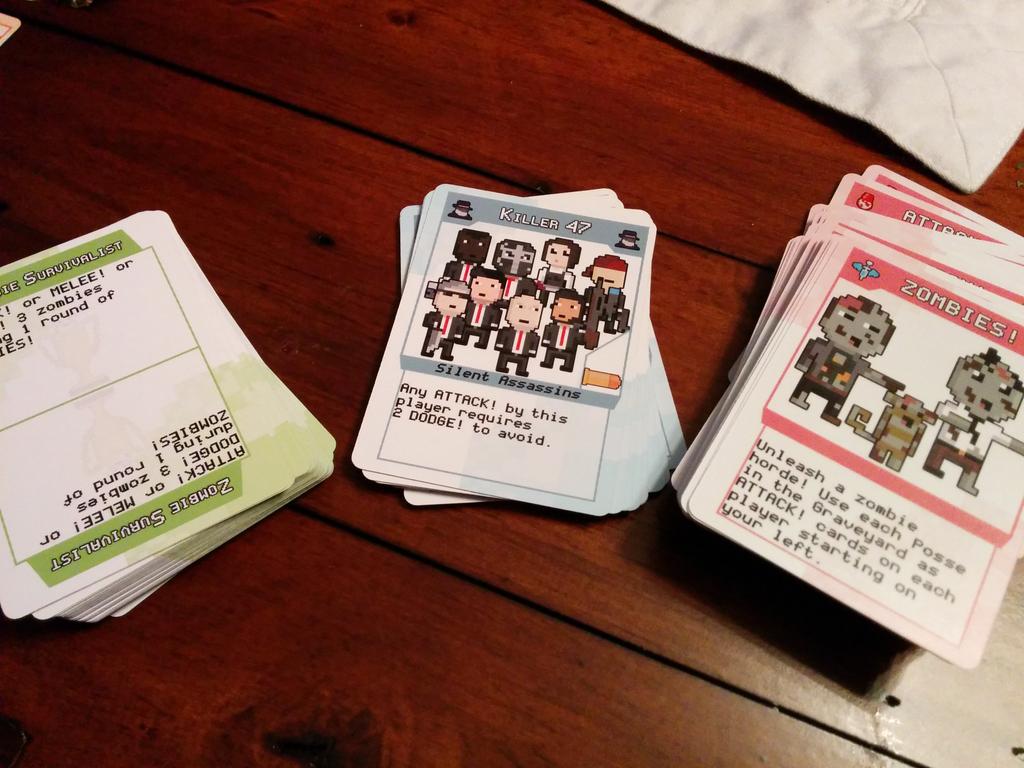 IE SURVIVALIST
! or MELEE! or
! 3 zombies
g 1 round of
IES!
ATTACK! or MELEE! or
DODGE! 3 zombies
during 1 round of
ZOMBIES!
ZOMBIE SURVIVALIST
KILLER 47
Silent Assassins
Any ATTACK! by this
player requires
2 DODGE! to avoid.
ATTA
ZOMBIES!
Unleash a zombie
horde! Use each Posse
in the Graveyard as
ATTACK! cards on each
player starting on
your left.